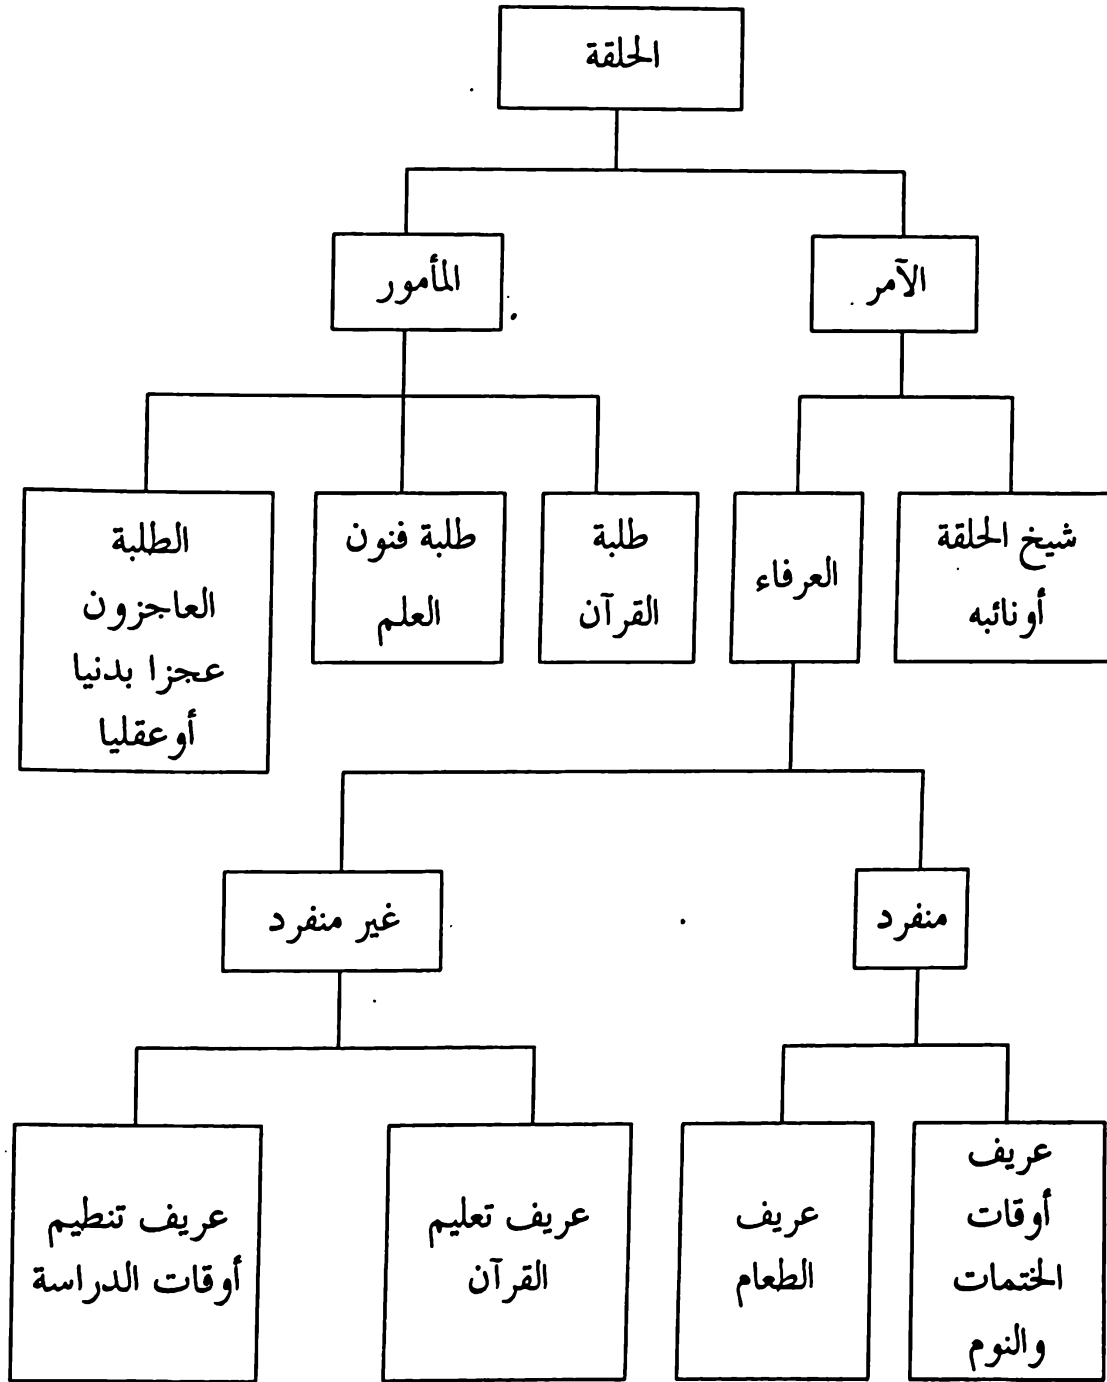 الحلقة
الآمر
المأمور
شيخ الحلقة
أونائبه
العرفاء
طلبة
القرآن
طلبة فنون
العلم
الطلبة
العاجزون
عجزا بدنيا
أوعقليا
منفرد
غير منفرد
عريف
أوقات
الختمات
والنوم
عريف
الطعام
عريف تعليم
القرآن
عريف تنطيم
أوقات الدراسة